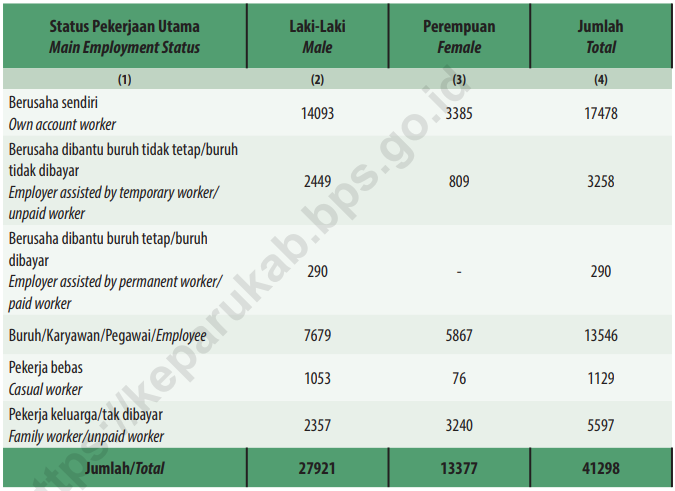 Status Pekerjaan Utama
Main Employment Status
Laki-Laki
Male
Perempuan
Female
Jumlah
Total
(1) (2) (3) (4)
Berusaha sendiri
Own account worker
14093 3385 17478
Berusaha dibantu buruh tidak tetap/buruh
tidak dibayar
Employer assisted by temporary worker/
unpaid worker
2449 809 3258
Berusaha dibantu buruh tetap/buruh
dibayar
Employer assisted by permanent worker/
paid worker
290 - 290
Buruh/Karyawan/Pegawai/Employee 7679 5867 13546
Pekerja bebas
Casual worker
1053 76 1129
Pekerja keluarga/tak dibayar
Family worker/unpaid worker
2357 3240 5597
Jumlah/Total 27921 13377 41298
https://keparukab.bps.go.id